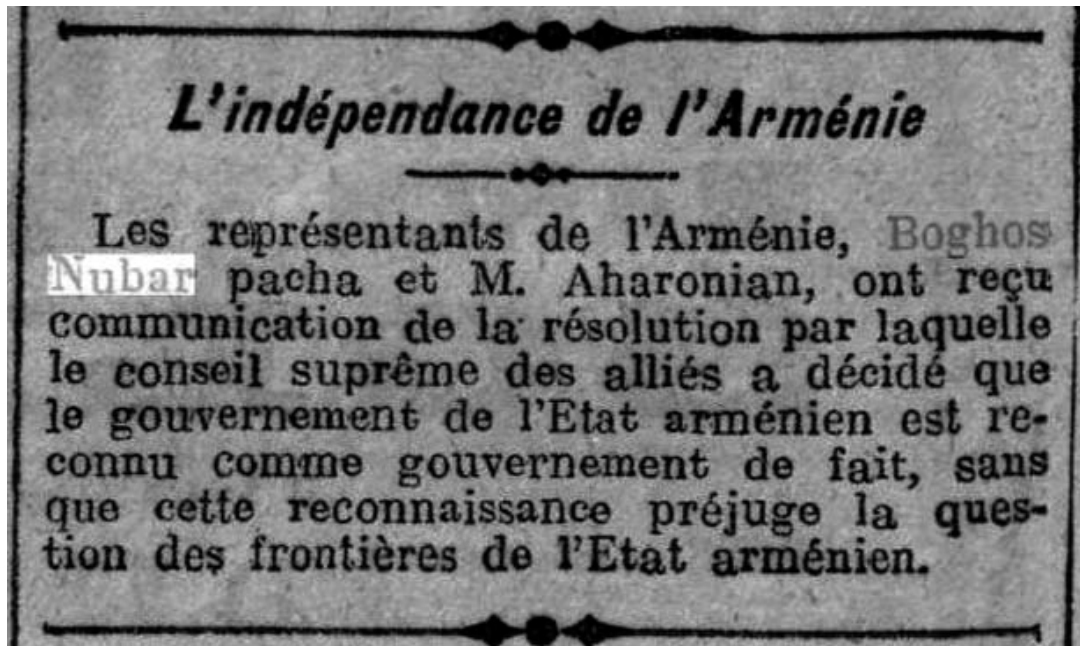 L'indépendance de l'Arménie
Les représentants de l'Arménie, Boghos
Nubar pacha et M. Aharonian, ont reçu
communication de la résolution par laquelle
le conseil suprême des alliés a décidé que
le gouvernement de l'Etat arménien est re-
connu comme gouvernement de fait, sans
que cette reconnaissance préjuge la ques-
tion des frontières de l'Etat arménien.